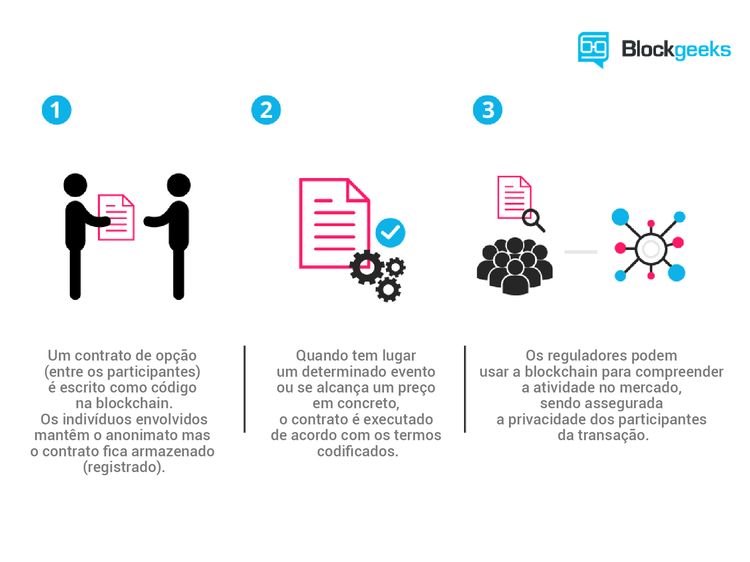 Blockgeeks
1
2
3
Um contrato de opção
(entre os participantes)
é escrito como código
na blockchain.
Os indivíduos envolvidos
mantêm o anonimato mas
o contrato fica armazenado
(registrado).
Quando tem lugar
um determinado evento
ou se alcança um preço
em concreto,
o contrato é executado
de acordo com os termos
codificados.
Os reguladores podem
usar a blockchain para compreender
a atividade no mercado,
sendo assegurada
a privacidade dos participantes
da transação.